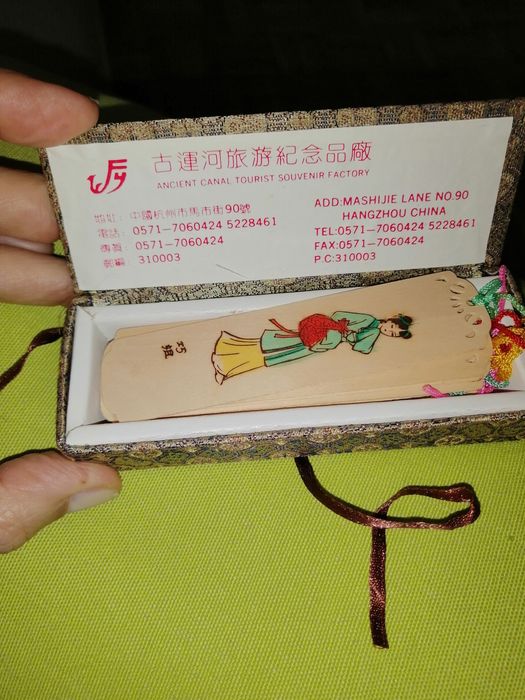 古運河旅游紀念品廠
ANCIENT CANAL TOURIST SOUVENIR FACTORY
地址: 中國杭州市馬市街90號
電話: 0571-7060424 5228461
傳真: 0571-7060424
郵編: 310003
ADD:MASHIJIE LANE NO.90
HANGZHOU CHINA
TEL:0571-7060424 5228461
FAX:0571-7060424
P.C:310003
巧姐